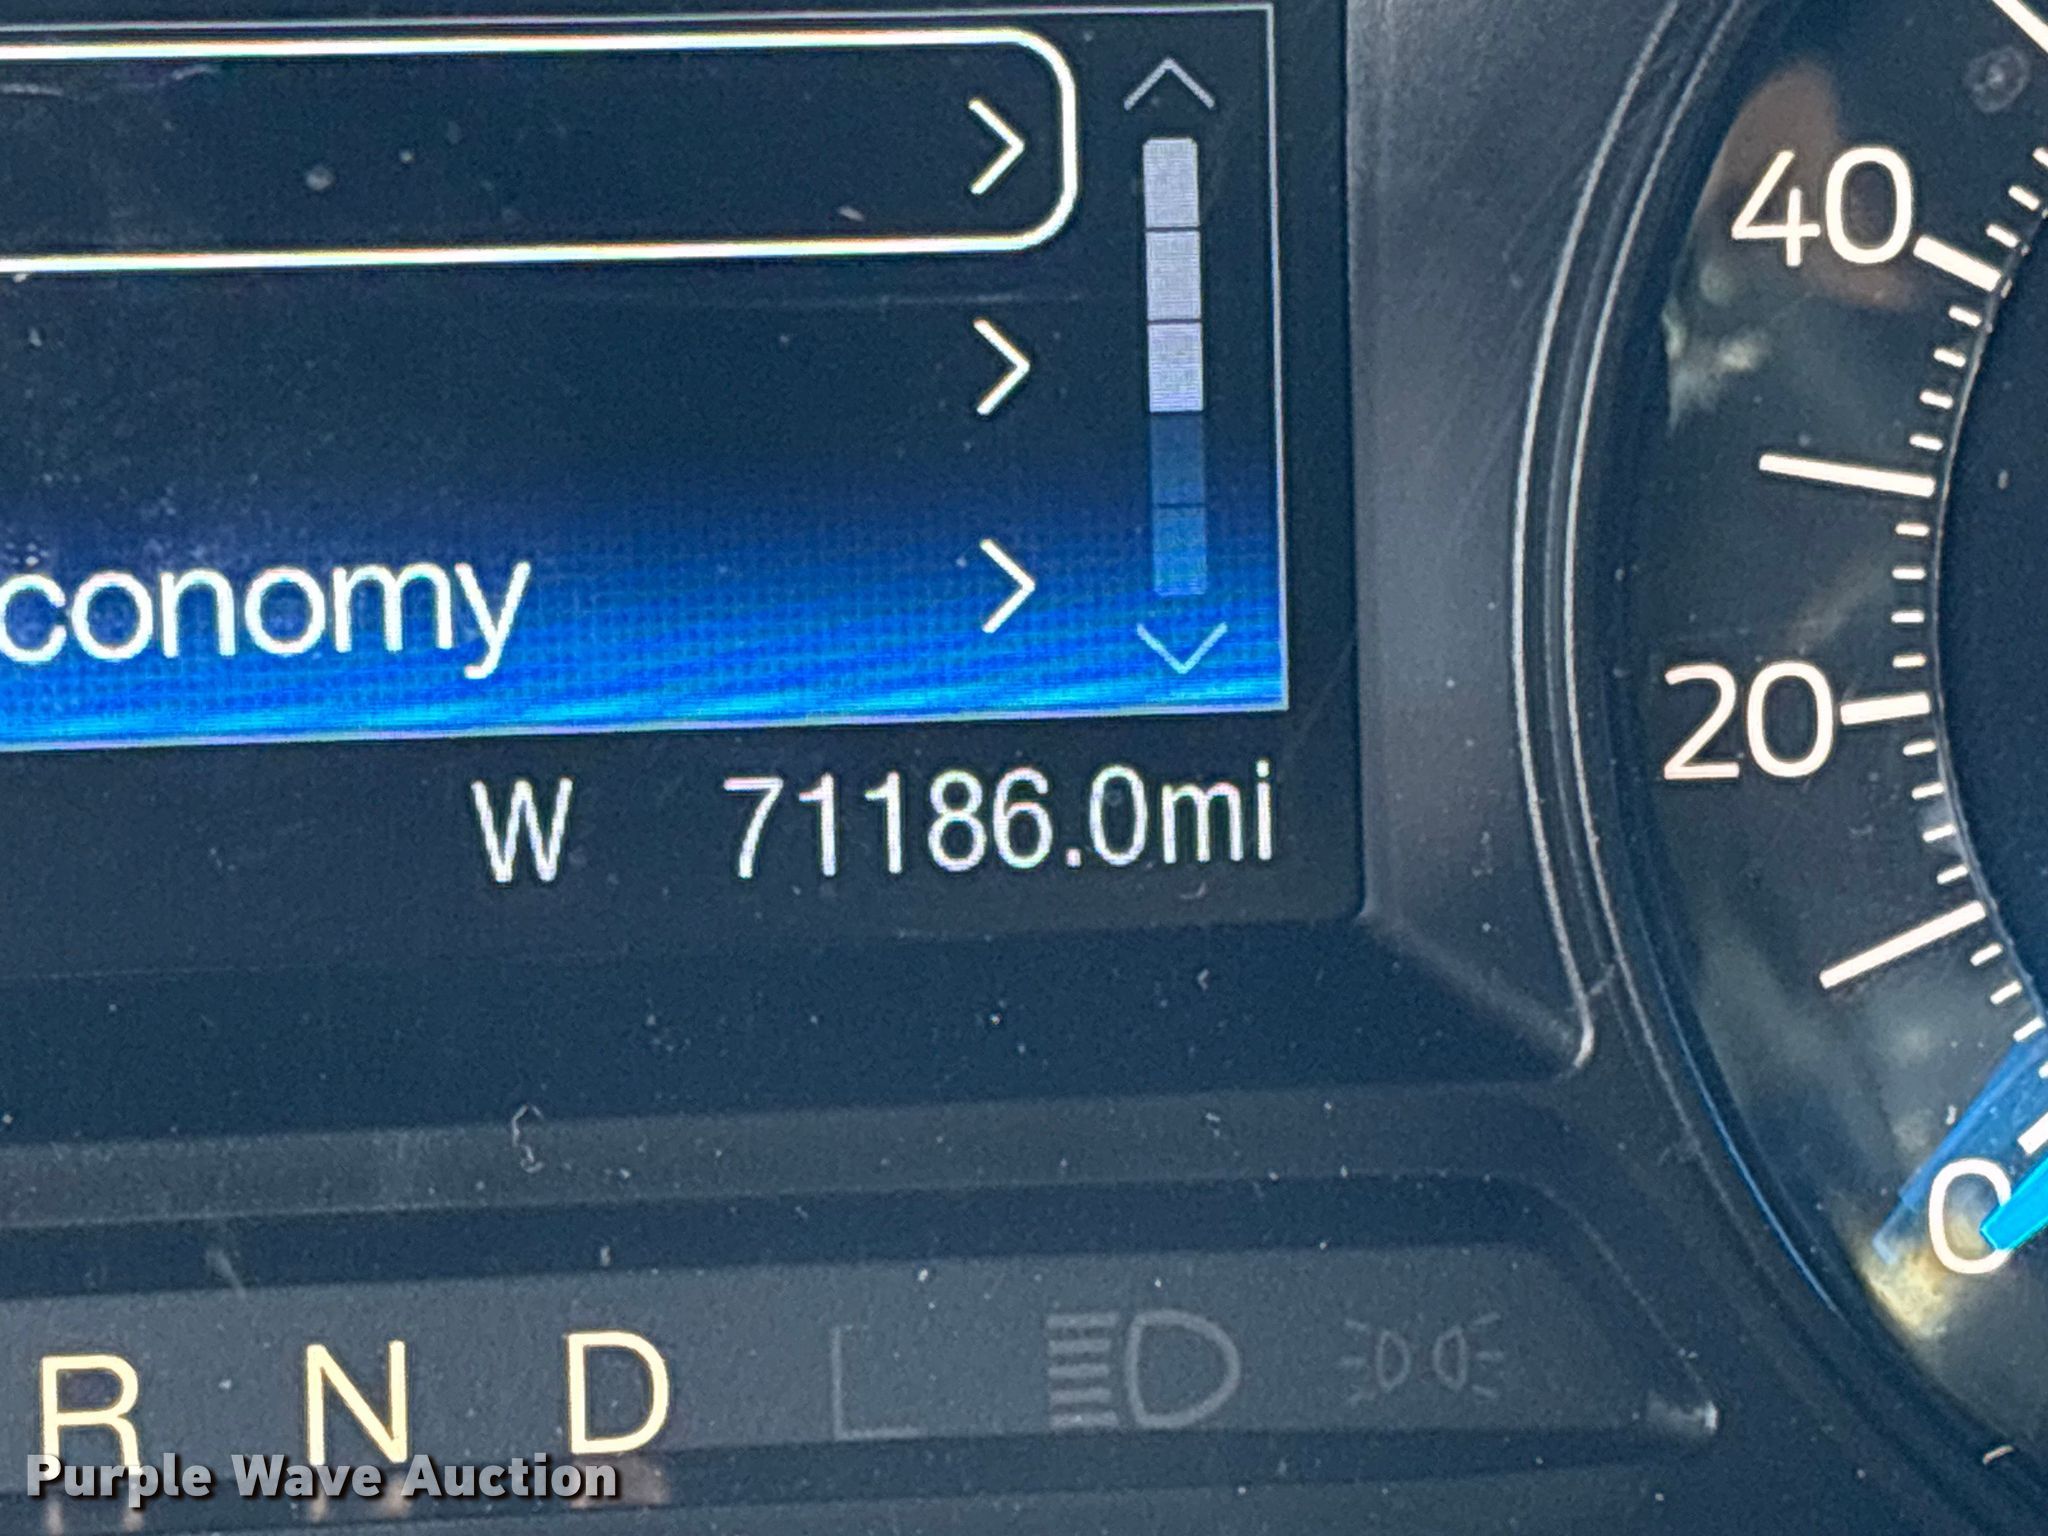 conomy
W 71186.0mi
40
20
0
R N D L
Purple Wave Auction